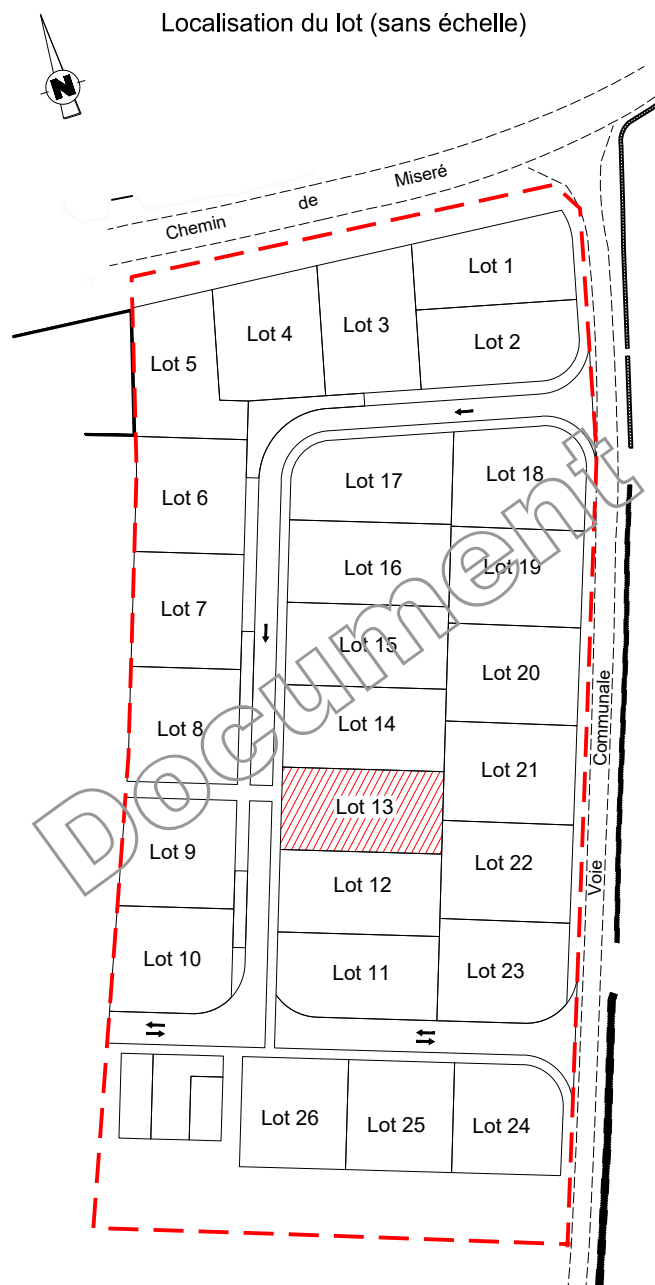 Localisation du lot (sans échelle)
N
Chemin de Miseré
Lot 1
Lot 2
Lot 3
Lot 4
Lot 5
Lot 6
Lot 7
Lot 8
Lot 9
Lot 10
Lot 17
Lot 18
Lot 16
Lot 19
Lot 15
Lot 20
Lot 14
Lot 21
Lot 13
Lot 22
Lot 12
Lot 23
Lot 11
Lot 26
Lot 25
Lot 24
Voie Communale
Document